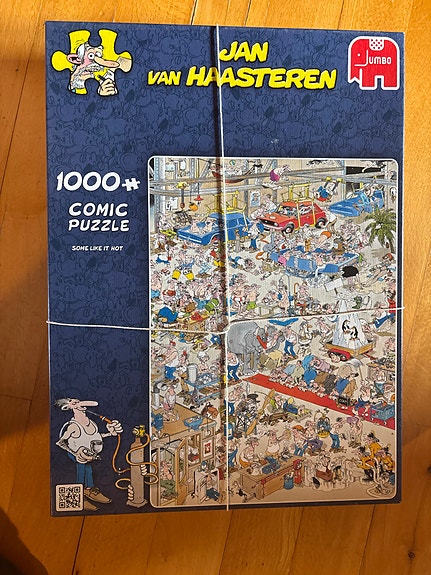 JAN
VAN HAASTEREN
JUMBO
1000
COMIC
PUZZLE
SOME LIKE IT HOT